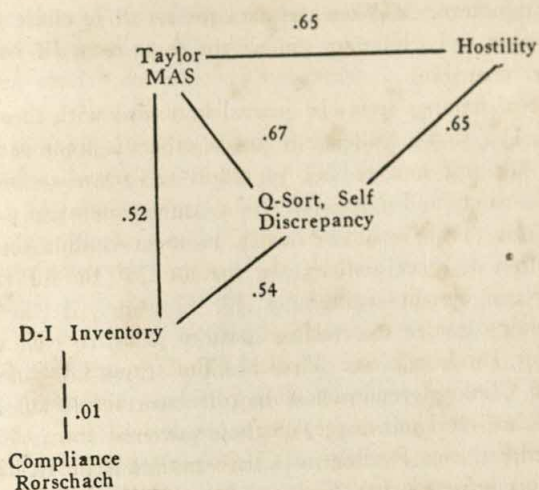 .65
Taylor
MAS
Hostility
.67
.65
.52
Q-Sort, Self
Discrepancy
.54
D-I Inventory
.01
Compliance
Rorschach